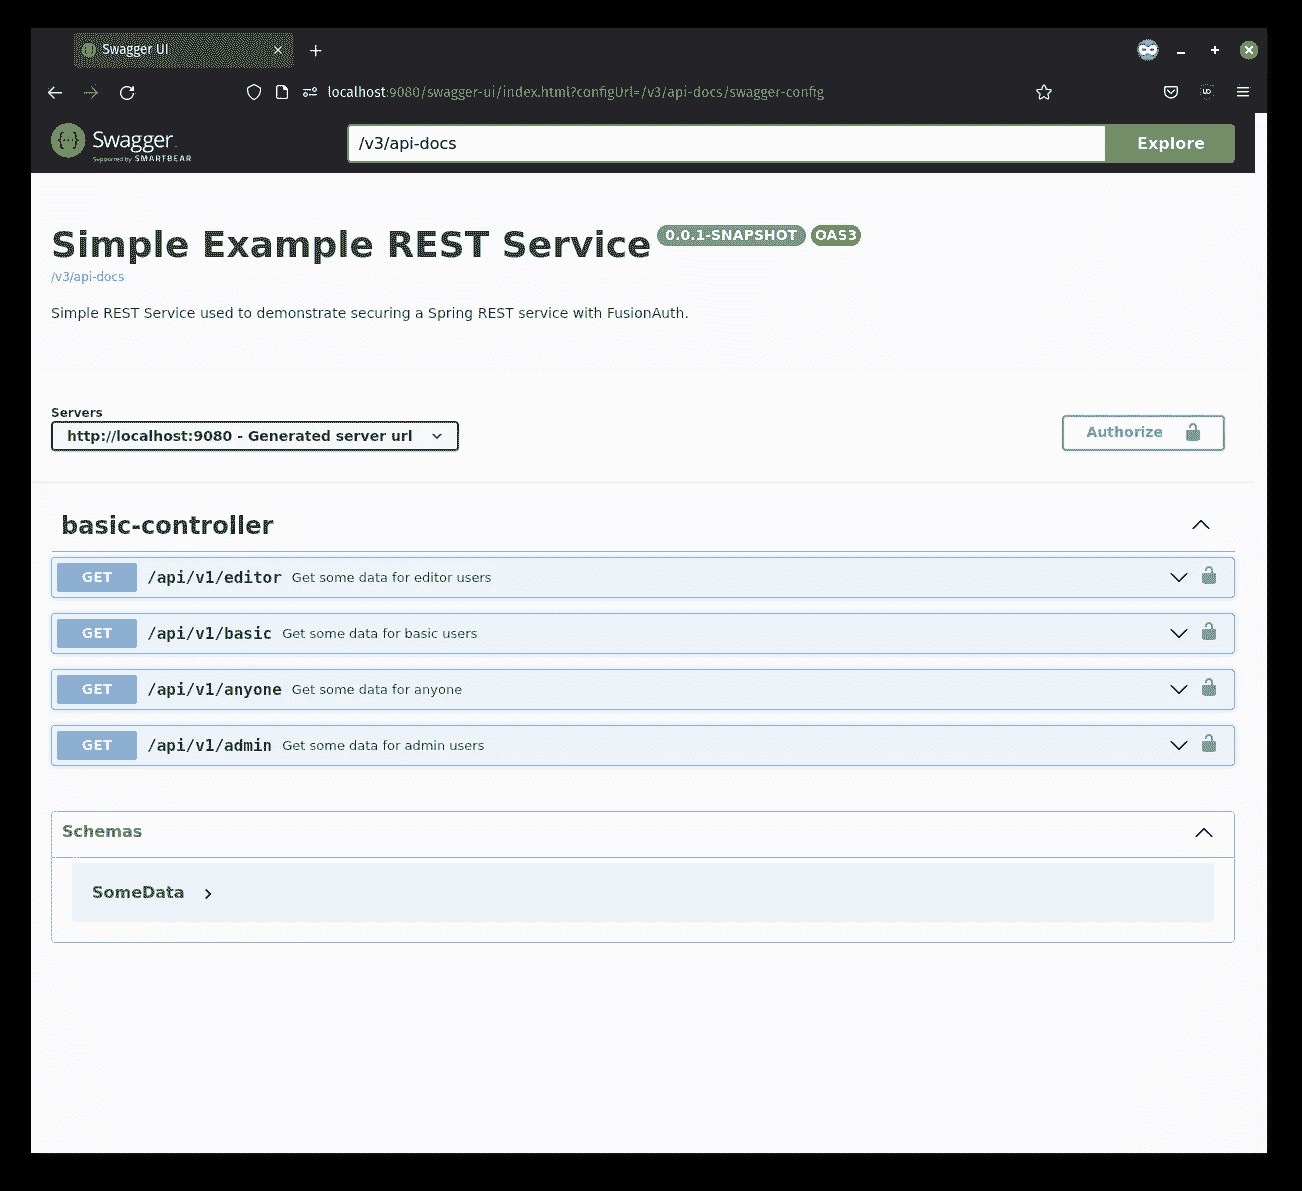 Swagger UI
localhost:9080/swagger-ui/index.html?configUrl=/v3/api-docs/swagger-config
Swagger.
Supported by SMARTBEAR
/v3/api-docs
Explore
Simple Example REST Service 0.0.1-SNAPSHOT OAS3
/v3/api-docs
Simple REST Service used to demonstrate securing a Spring REST service with FusionAuth.
Servers
http://localhost:9080 - Generated server url
Authorize
basic-controller
GET /api/v1/editor Get some data for editor users
GET /api/v1/basic Get some data for basic users
GET /api/v1/anyone Get some data for anyone
GET /api/v1/admin Get some data for admin users
Schemas
SomeData